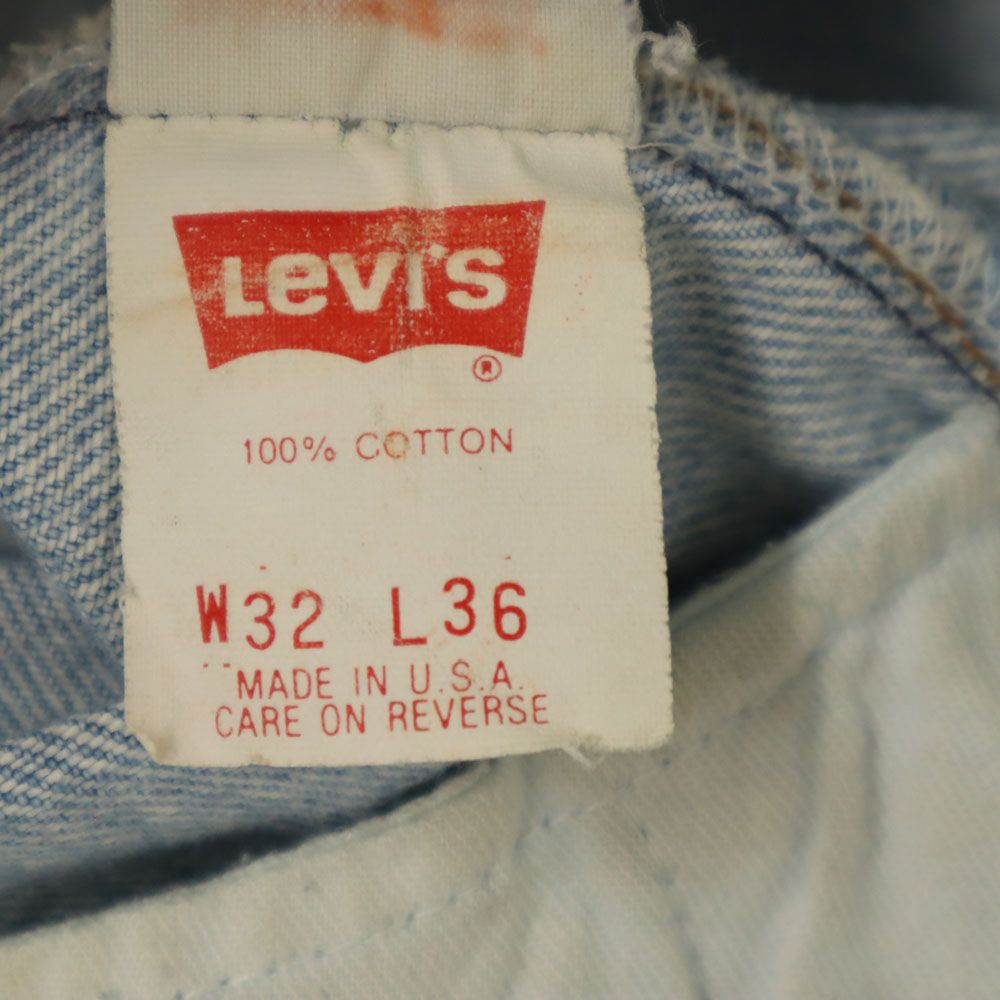 Levi's
®
100% COTTON
W32 L36
MADE IN U.S.A.
CARE ON REVERSE